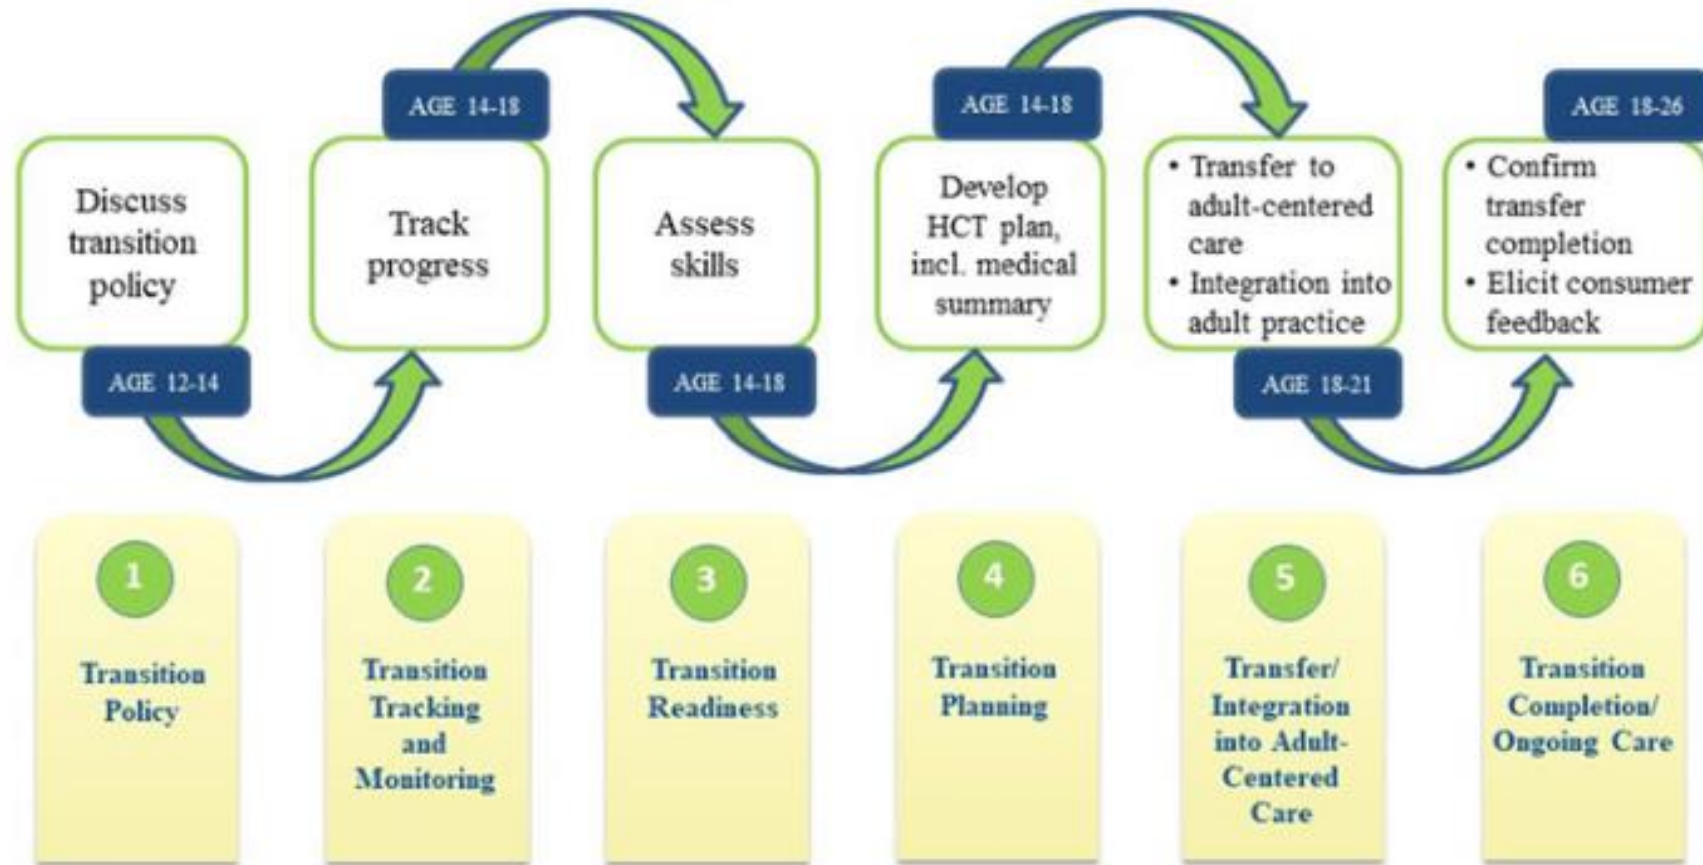 AGE 14-18
AGE 14-18
AGE 18-26
Discuss
transition
policy
Track
progress
Assess
skills
Develop
HCT plan,
incl. medical
summary
• Transfer to
adult-centered
care
• Integration into
adult practice
• Confirm
transfer
completion
• Elicit consumer
feedback
AGE 12-14
AGE 14-18
AGE 18-21
1
Transition
Policy
2
Transition
Tracking
and
Monitoring
3
Transition
Readiness
4
Transition
Planning
5
Transfer/
Integration
into Adult-
Centered
Care
6
Transition
Completion/
Ongoing Care